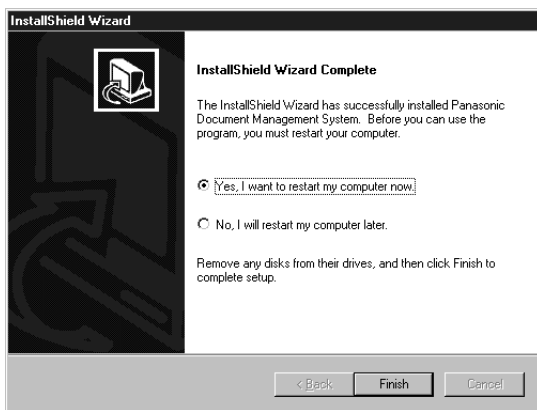 InstallShield Wizard
InstallShield Wizard Complete
The InstallShield Wizard has successfully installed Panasonic
Document Management System. Before you can use the
program, you must restart your computer.
Yes, I want to restart my computer now.
No, I will restart my computer later.
Remove any disks from their drives, and then click Finish to
complete setup.
< Back Finish Cancel